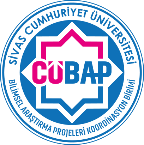 SİVAS CUMHURİYET ÜNİVERSİTESİ
CÜBAP
BİLİMSEL ARAŞTIRMA PROJELERİ KOORDİNASYON BİRİMİ